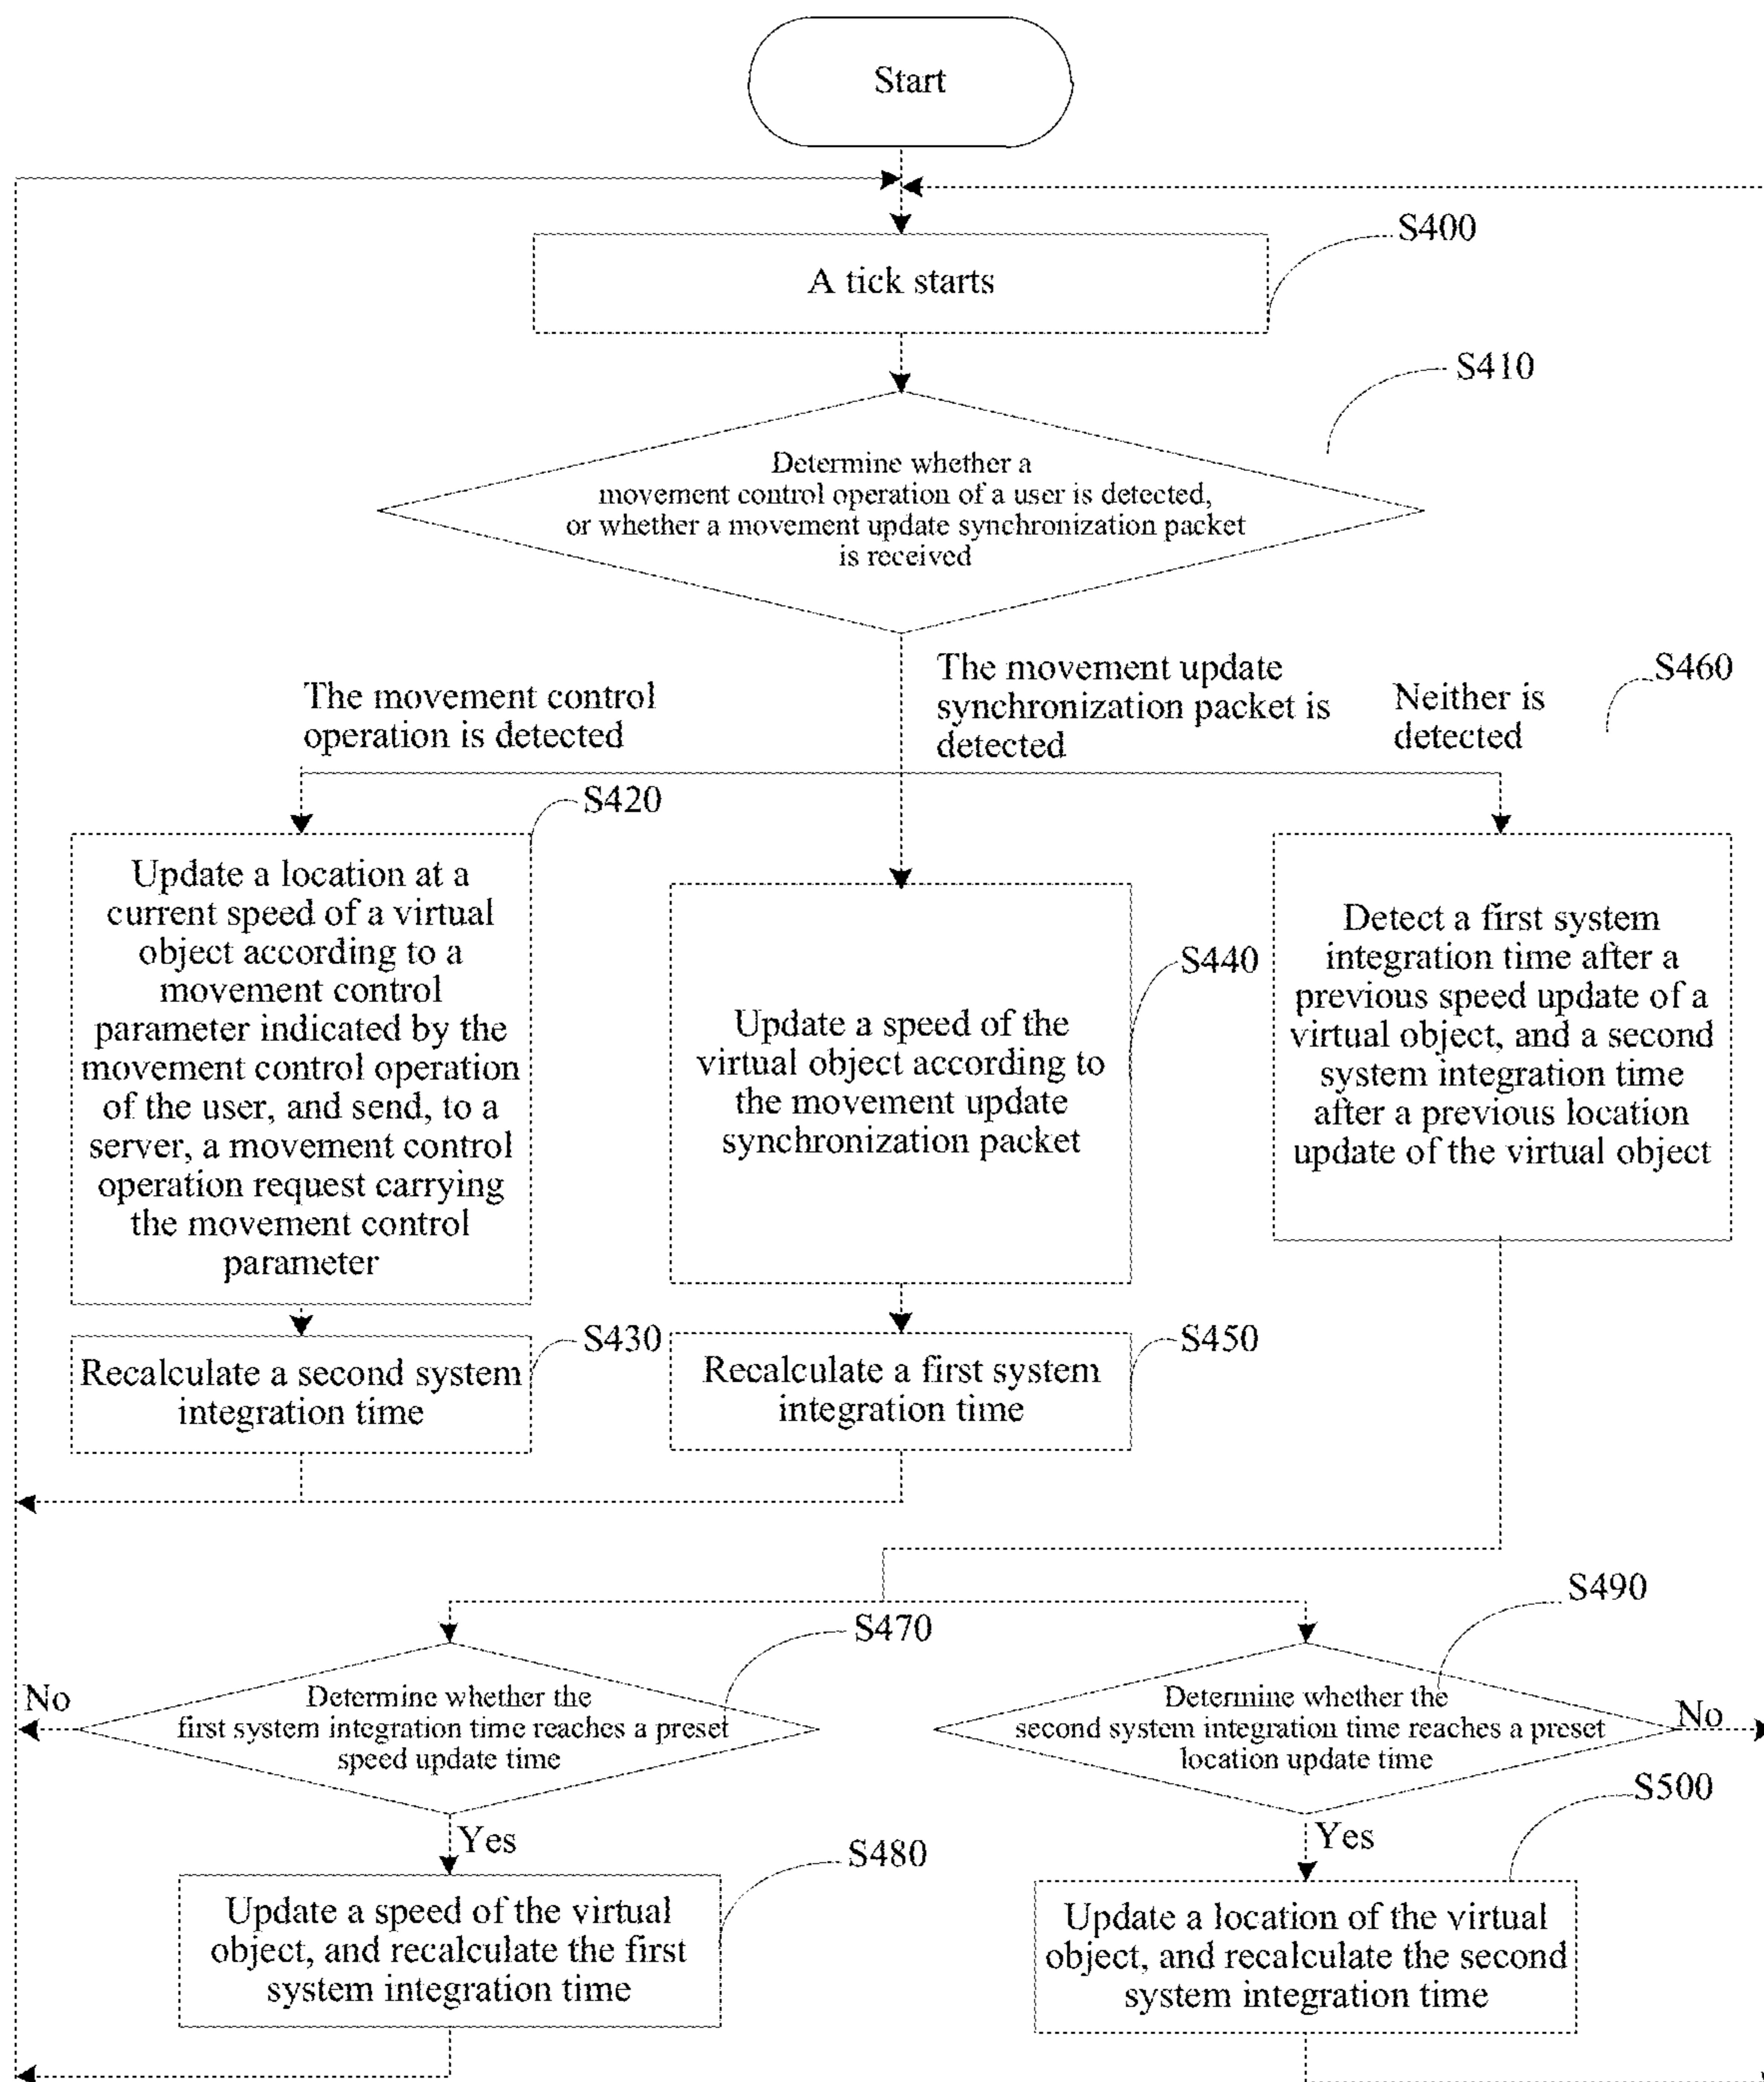 Start
S400
A tick starts
S410
Determine whether a
movement control operation of a user is detected,
or whether a movement update synchronization packet
is received
The movement control
operation is detected
The movement update
synchronization packet is
detected
Neither is
detected
S460
S420
Update a location at a
current speed of a virtual
object according to a
movement control
parameter indicated by the
movement control operation
of the user, and send, to a
server, a movement control
operation request carrying
the movement control
parameter
S440
Update a speed of the
virtual object according to
the movement update
synchronization packet
Detect a first system
integration time after a
previous speed update of a
virtual object, and a second
system integration time
after a previous location
update of the virtual object
S430
Recalculate a second system
integration time
S450
Recalculate a first system
integration time
S470
S490
No
Determine whether the
first system integration time reaches a preset
speed update time
Determine whether the
second system integration time reaches a preset
location update time
No
Yes
S480
Update a speed of the virtual
object, and recalculate the first
system integration time
Yes
S500
Update a location of the virtual
object, and recalculate the second
system integration time